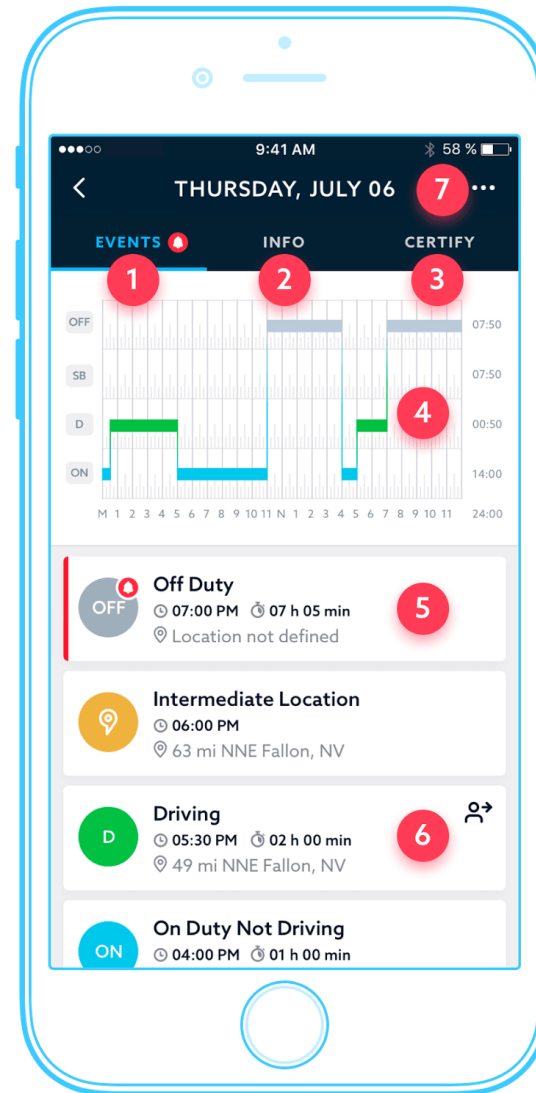 9:41 AM 58 %
THURSDAY, JULY 06 7
EVENTS INFO CERTIFY
1 2 3
OFF 07:50
SB 07:50
4
D 00:50
ON 14:00
M 1 2 3 4 5 6 7 8 9 10 11 N 1 2 3 4 5 6 7 8 9 10 11 24:00
Off Duty
OFF 07:00 PM 07 h 05 min 5
Location not defined
Intermediate Location
06:00 PM
63 mi NNE Fallon, NV
Driving
D 05:30 PM 02 h 00 min 6
49 mi NNE Fallon, NV
On Duty Not Driving
ON 04:00 PM 01 h 00 min